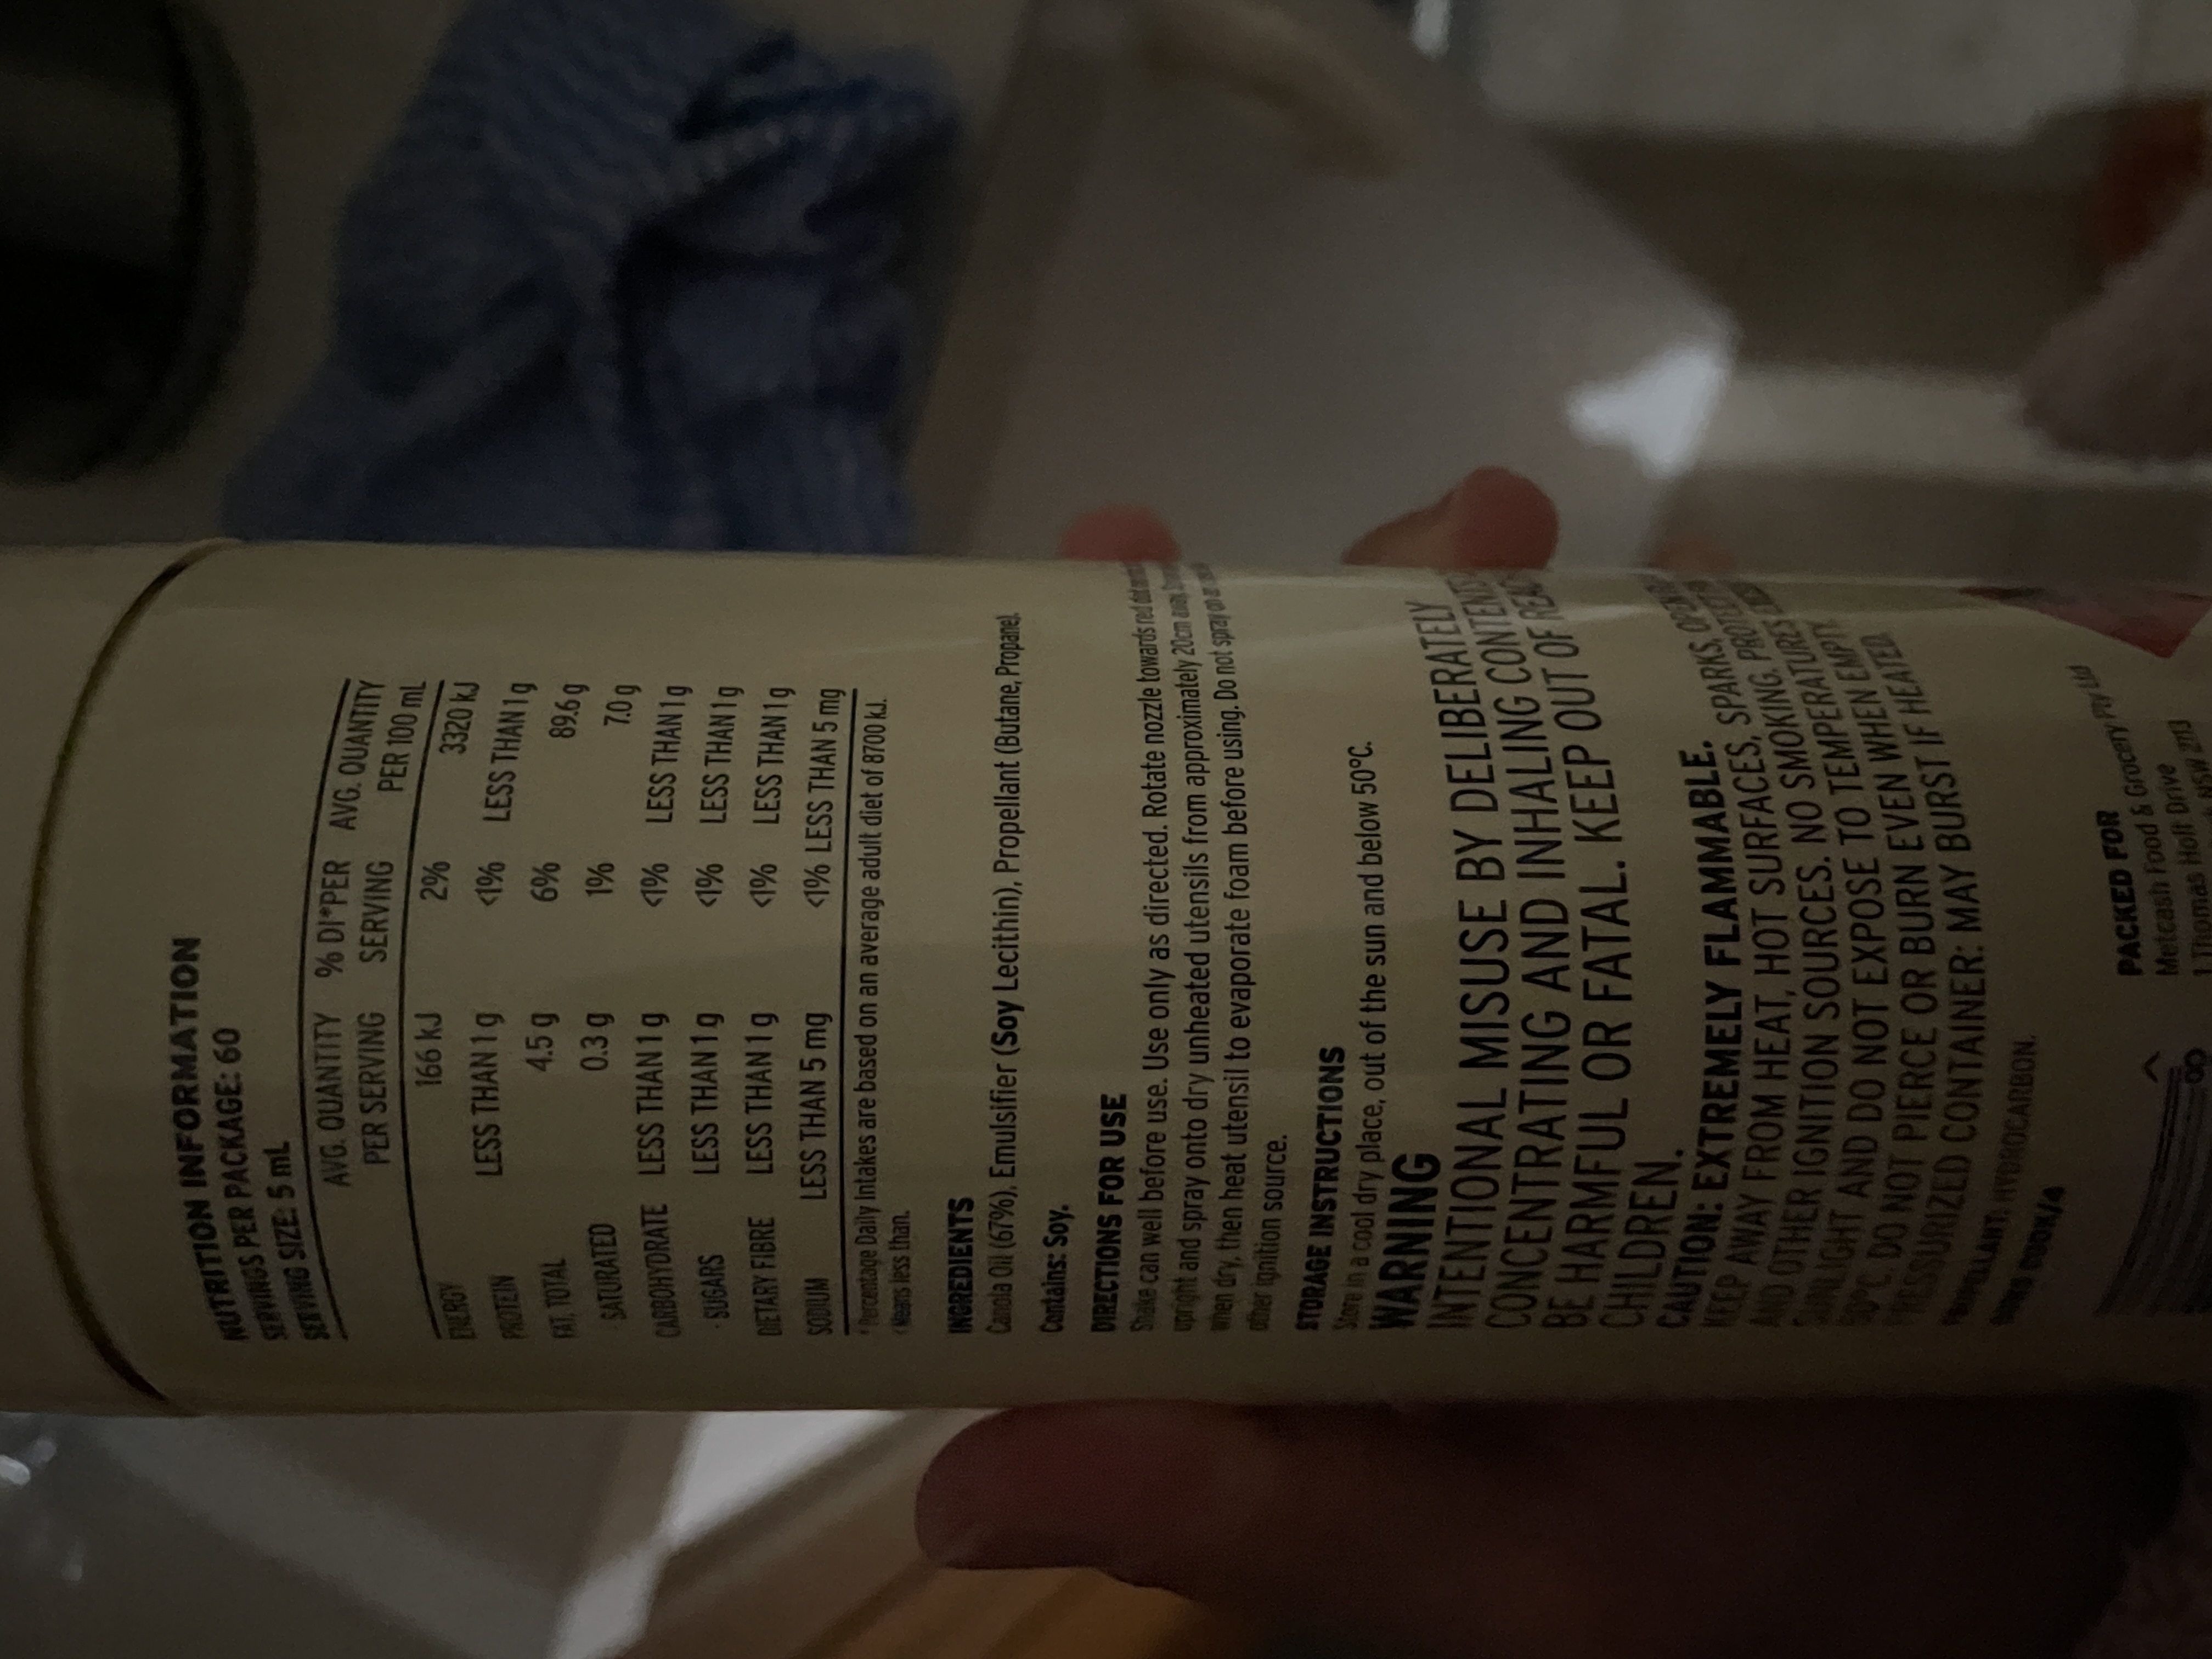 NUTRITION INFORMATION
SERVINGS PER PACKAGE: 60
SERVING SIZE: 5 mL
AVG. QUANTITY PER SERVING % DI*PER SERVING AVG. QUANTITY PER 100 mL
ENERGY 166 kJ 2% 3320 kJ
PROTEIN LESS THAN 1 g <1% LESS THAN 1 g
FAT, TOTAL 4.5 g 6% 89.6 g
- SATURATED 0.3 g 1% 7.0 g
CARBOHYDRATE LESS THAN 1 g <1% LESS THAN 1 g
- SUGARS LESS THAN 1 g <1% LESS THAN 1 g
DIETARY FIBRE LESS THAN 1 g <1% LESS THAN 1 g
SODIUM LESS THAN 5 mg <1% LESS THAN 5 mg
* Percentage Daily Intakes are based on an average adult diet of 8700 kJ.
< Means less than.
INGREDIENTS
Canola Oil (67%), Emulsifier (Soy Lecithin), Propellant (Butane, Propane).
Contains: Soy.
DIRECTIONS FOR USE
Shake can well before use. Use only as directed. Rotate nozzle towards red dot
upright and spray onto dry unheated utensils from approximately 20cm away.
when dry, then heat utensil to evaporate foam before using. Do not spray on
other ignition source.
STORAGE INSTRUCTIONS
Store in a cool dry place, out of the sun and below 50°C.
WARNING
INTENTIONAL MISUSE BY DELIBERATELY
CONCENTRATING AND INHALING CONTENTS
BE HARMFUL OR FATAL. KEEP OUT OF REACH
CHILDREN.
CAUTION: EXTREMELY FLAMMABLE.
KEEP AWAY FROM HEAT, HOT SURFACES, SPARKS, OPEN
AND OTHER IGNITION SOURCES. NO SMOKING. PROTECT
SUNLIGHT AND DO NOT EXPOSE TO TEMPERATURES
50°C. DO NOT PIERCE OR BURN EVEN WHEN EMPTY.
PRESSURIZED CONTAINER: MAY BURST IF HEATED.
PROPELLANT: HYDROCARBON.
COOK/4
PACKED FOR
Metcash Food & Grocery Pty Ltd
1 Thomas Holt Drive
NSW 2113